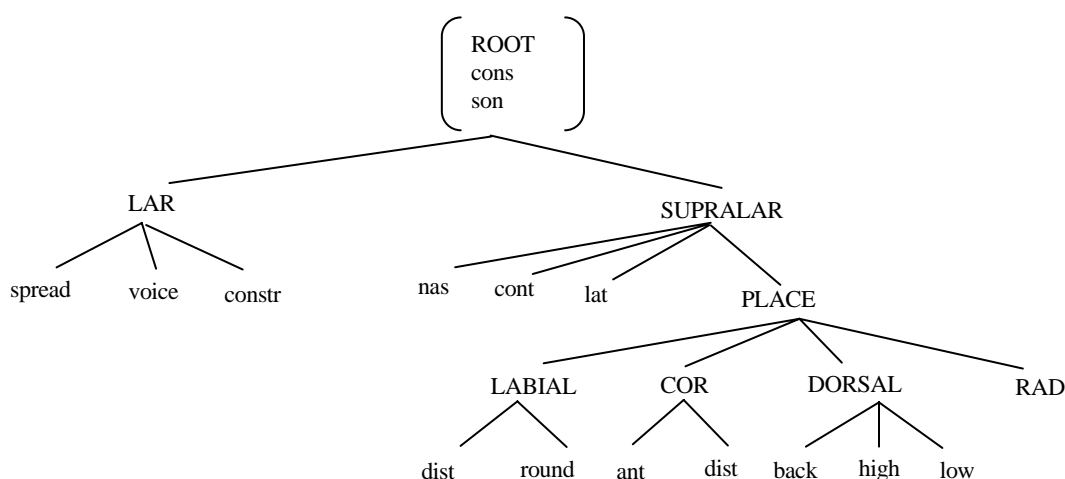 ROOT
cons
son
LAR
SUPRALAR
spread voice constr
nas cont lat
PLACE
LABIAL COR DORSAL RAD
dist round ant dist back high low